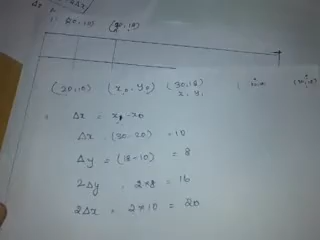 (20,10) (30,18)
(20,10) (x0, y0) (30,18)
x1 y1
Δx = x1 - x0
Δx = (30-20) = 10
Δy = (18-10) = 8
2Δy = 2*8 = 16
2Δx = 2*10 = 20